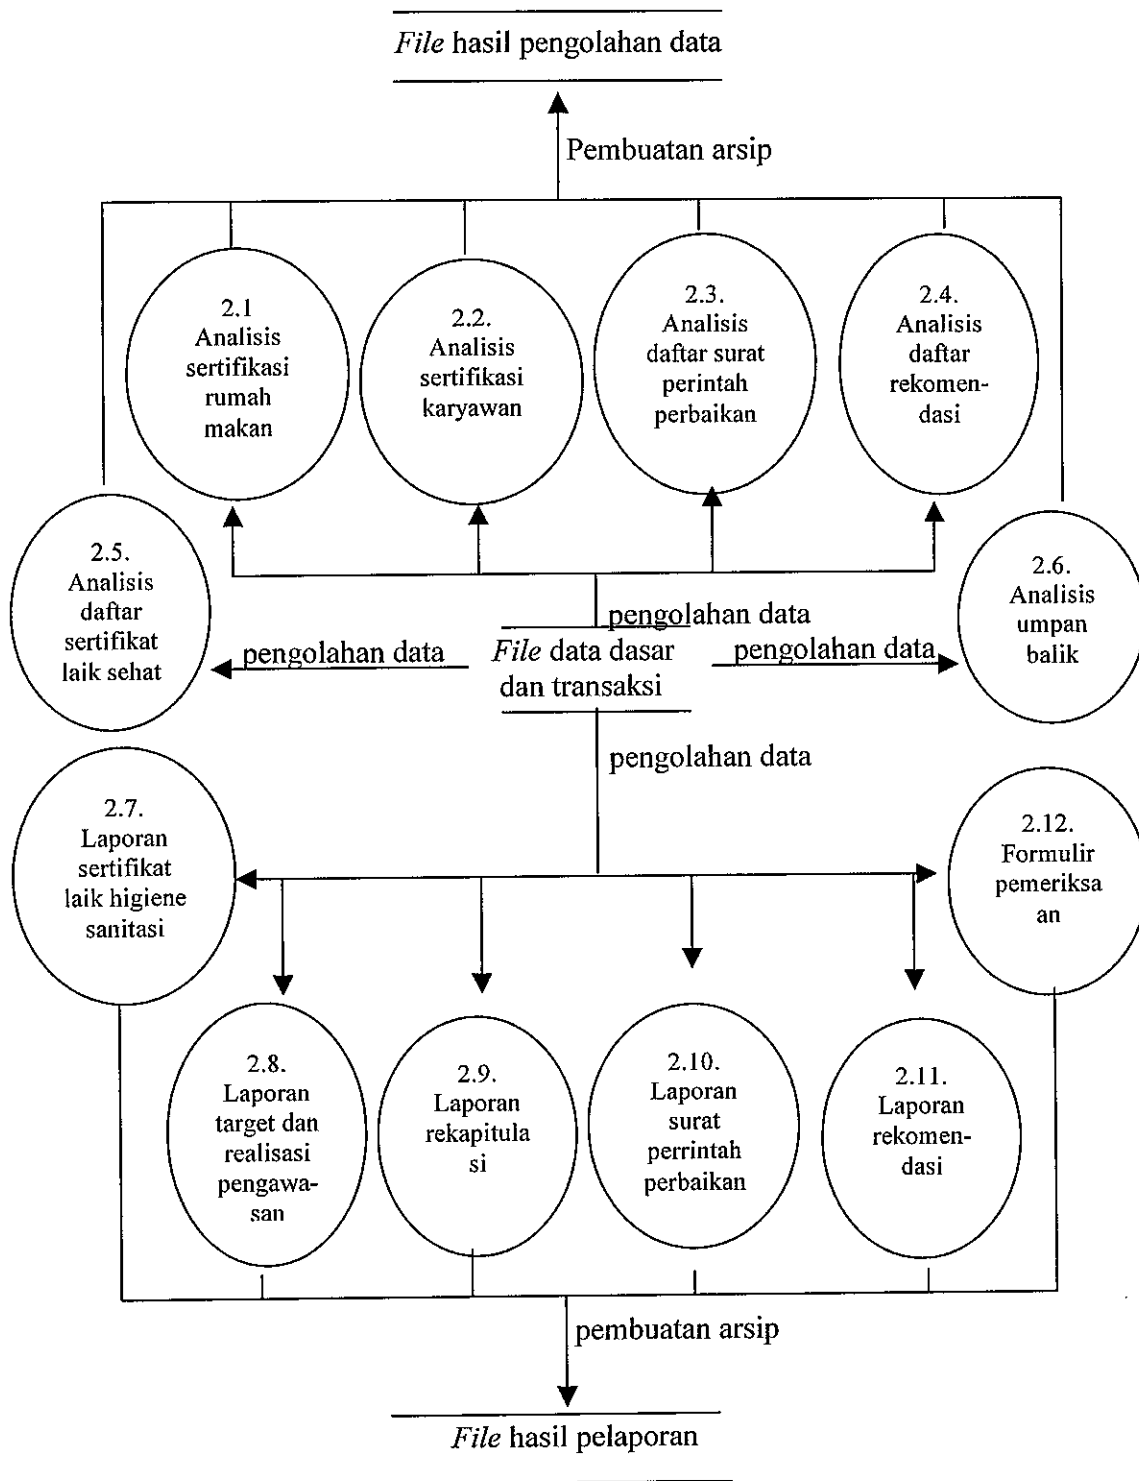 File hasil pengolahan data
Pembuatan arsip
2.1
Analisis
sertifikasi
rumah
makan
2.2.
Analisis
sertifikasi
karyawan
2.3.
Analisis
daftar surat
perintah
perbaikan
2.4.
Analisis
daftar
rekomen-
dasi
2.5.
Analisis
daftar
sertifikat
laik sehat
2.6.
Analisis
umpan
balik
pengolahan data
pengolahan data
File data dasar
dan transaksi
pengolahan data
pengolahan data
2.7.
Laporan
sertifikat
laik higiene
sanitasi
2.12.
Formulir
pemeriksa
an
2.8.
Laporan
target dan
realisasi
pengawa-
san
2.9.
Laporan
rekapitula
si
2.10.
Laporan
surat
perrintah
perbaikan
2.11.
Laporan
rekomen-
dasi
pembuatan arsip
File hasil pelaporan